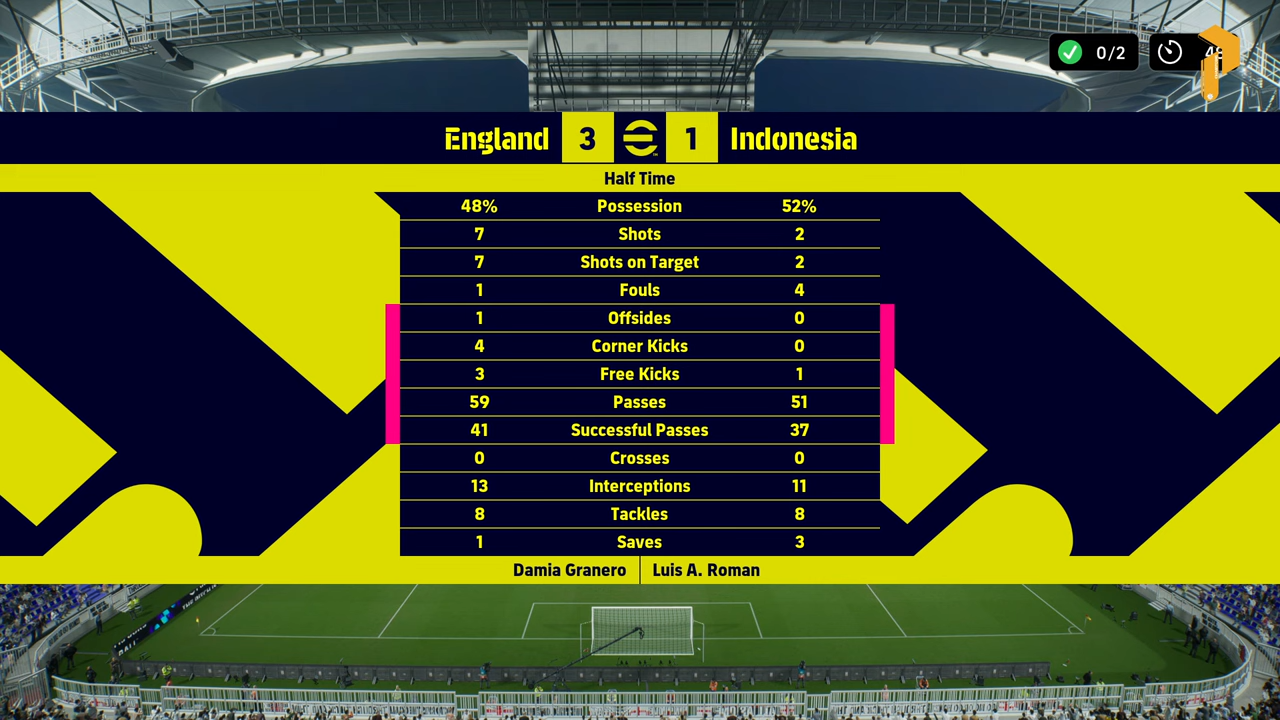 0/2
England 3 1 Indonesia
Half Time
48% Possession 52%
7 Shots 2
7 Shots on Target 2
1 Fouls 4
1 Offsides 0
4 Corner Kicks 0
3 Free Kicks 1
59 Passes 51
41 Successful Passes 37
0 Crosses 0
13 Interceptions 11
8 Tackles 8
1 Saves 3
Damia Granero Luis A. Roman